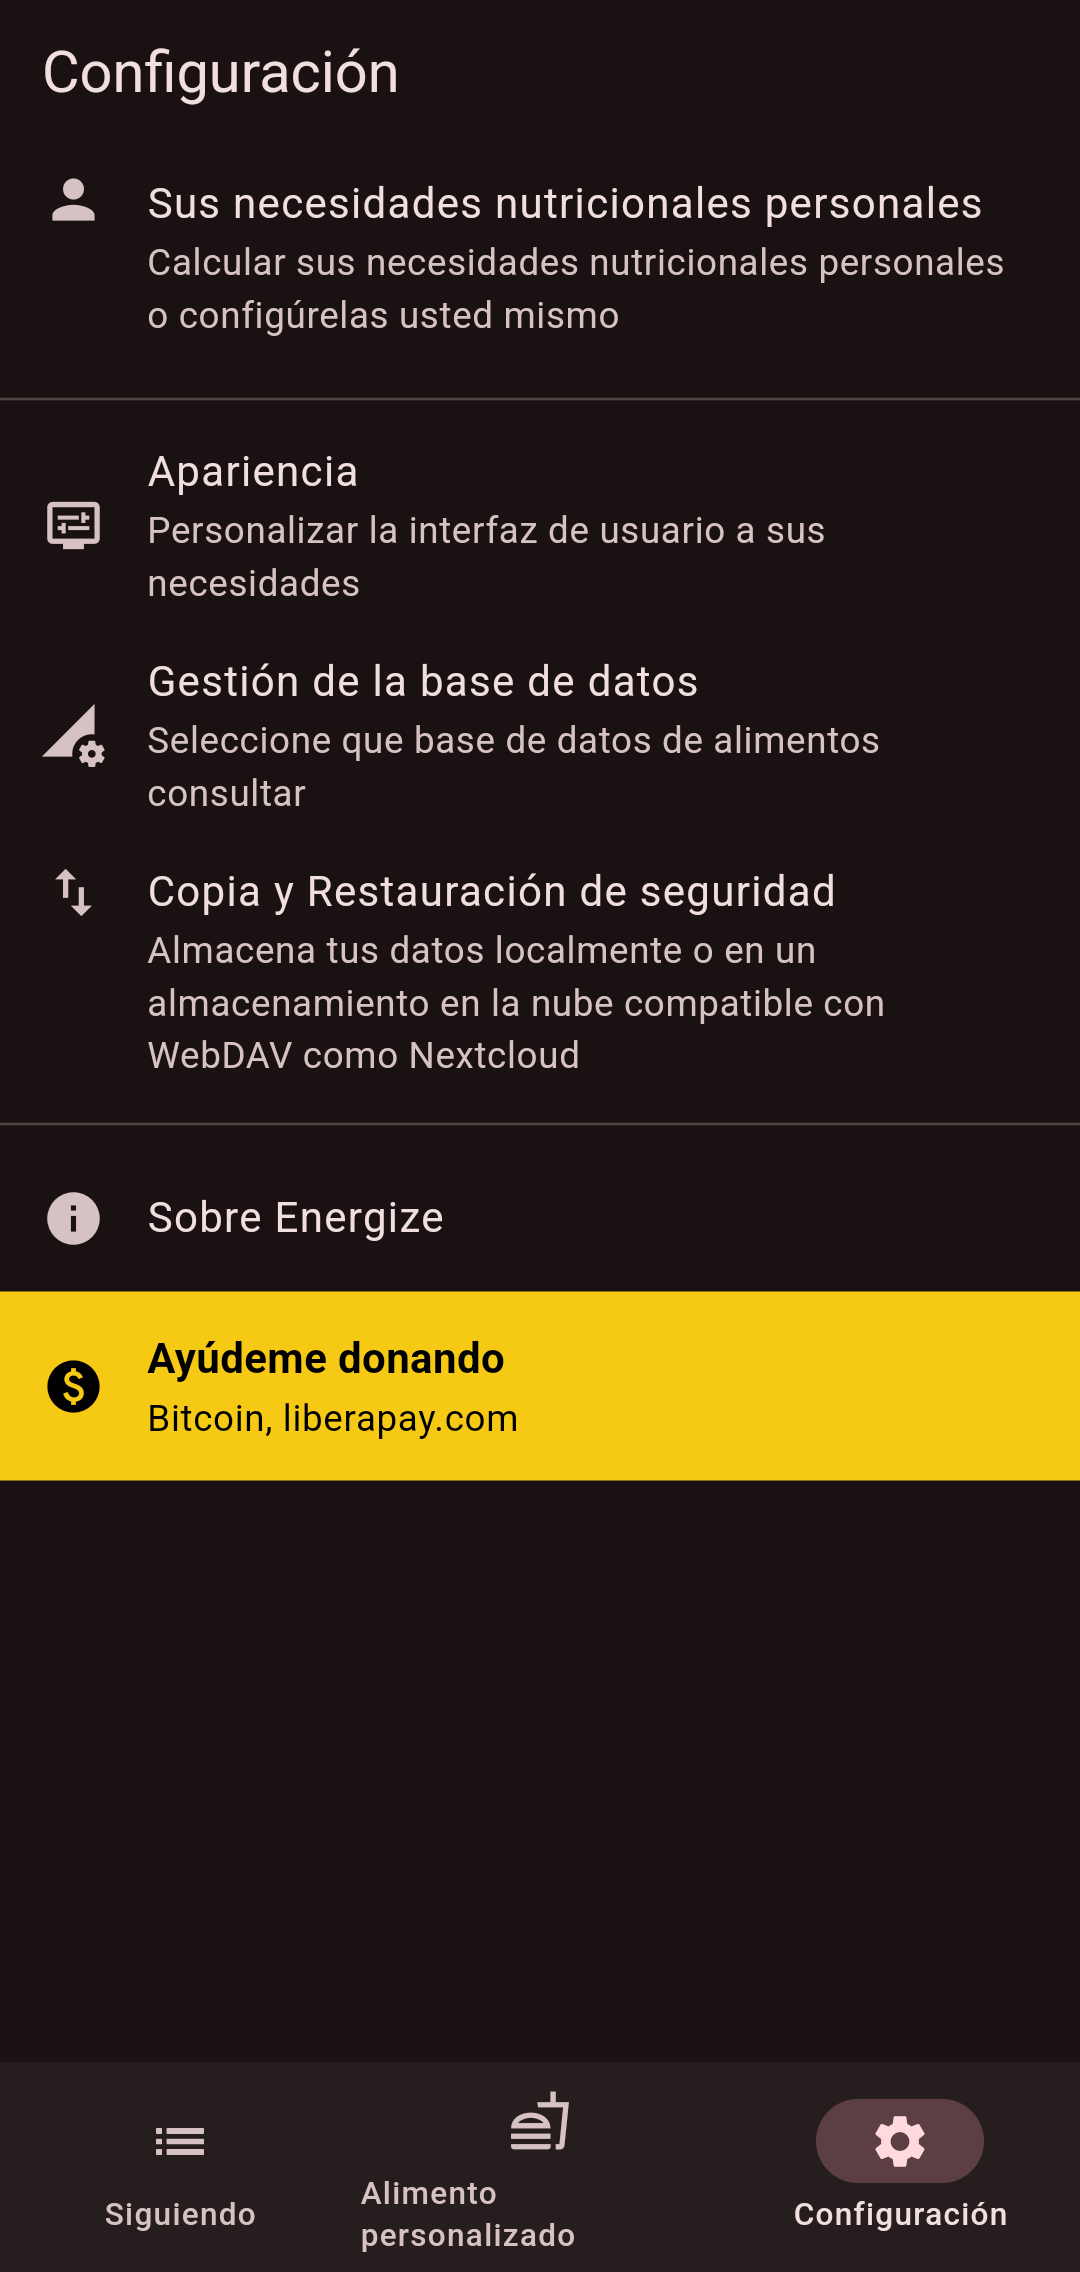 Configuración
Sus necesidades nutricionales personales
Calcular sus necesidades nutricionales personales
o configúrelas usted mismo
Apariencia
Personalizar la interfaz de usuario a sus
necesidades
Gestión de la base de datos
Seleccione que base de datos de alimentos
consultar
Copia y Restauración de seguridad
Almacena tus datos localmente o en un
almacenamiento en la nube compatible con
WebDAV como Nextcloud
Sobre Energize
Ayúdeme donando
Bitcoin, liberapay.com
Siguiendo
Alimento
personalizado
Configuración